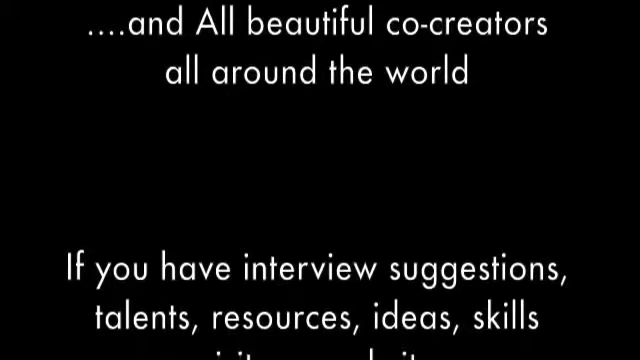 ....and All beautiful co-creators
all around the world
If you have interview suggestions,
talents, resources, ideas, skills